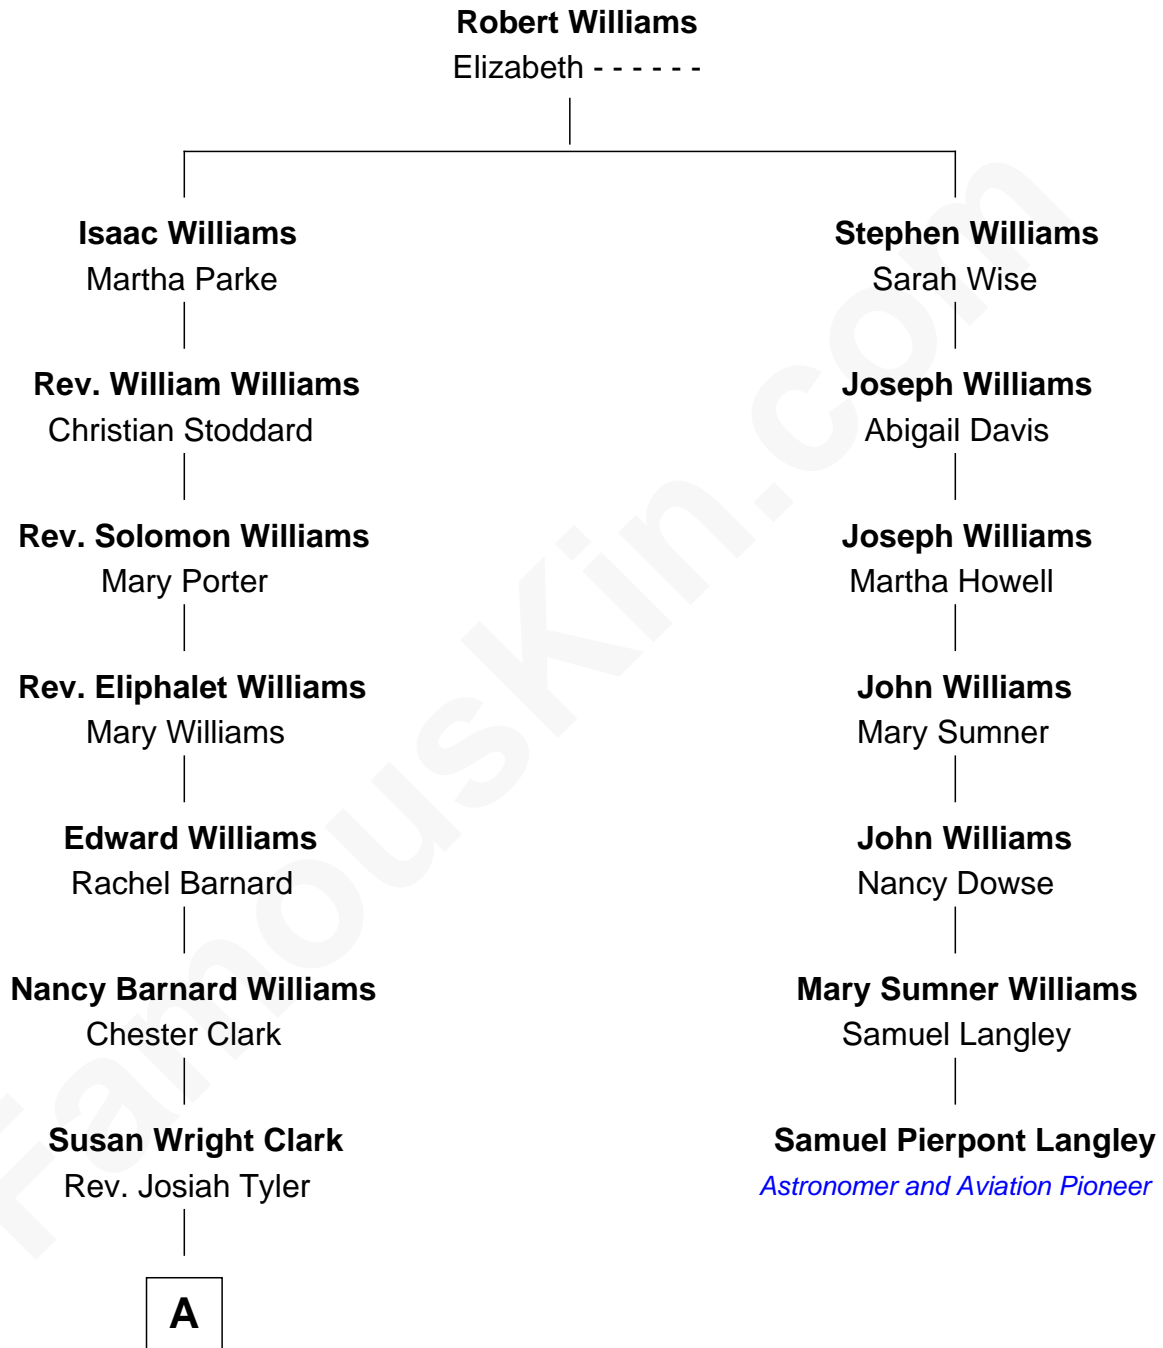 Robert Williams
Elizabeth - - - - - -
Isaac Williams
Martha Parke
Stephen Williams
Sarah Wise
Rev. William Williams
Christian Stoddard
Joseph Williams
Abigail Davis
Rev. Solomon Williams
Mary Porter
Joseph Williams
Martha Howell
Rev. Eliphalet Williams
Mary Williams
John Williams
Mary Sumner
Edward Williams
Rachel Barnard
John Williams
Nancy Dowse
Nancy Barnard Williams
Chester Clark
Mary Sumner Williams
Samuel Langley
Susan Wright Clark
Rev. Josiah Tyler
Samuel Pierpont Langley
Astronomer and Aviation Pioneer
A
FamousKin.com